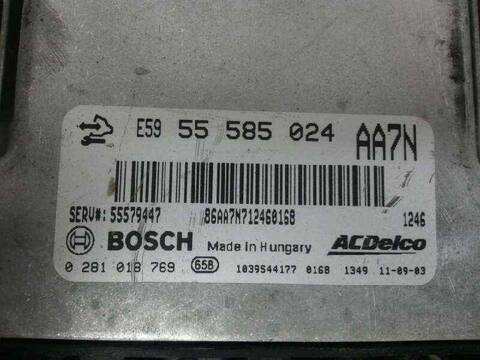 E59 55 585 024 AA7N
SERV#: 55579447 86AA7N712460168 1246
BOSCH Made in Hungary ACDelco
0 281 018 769 658 1039S44177 0168 1349 11-09-03